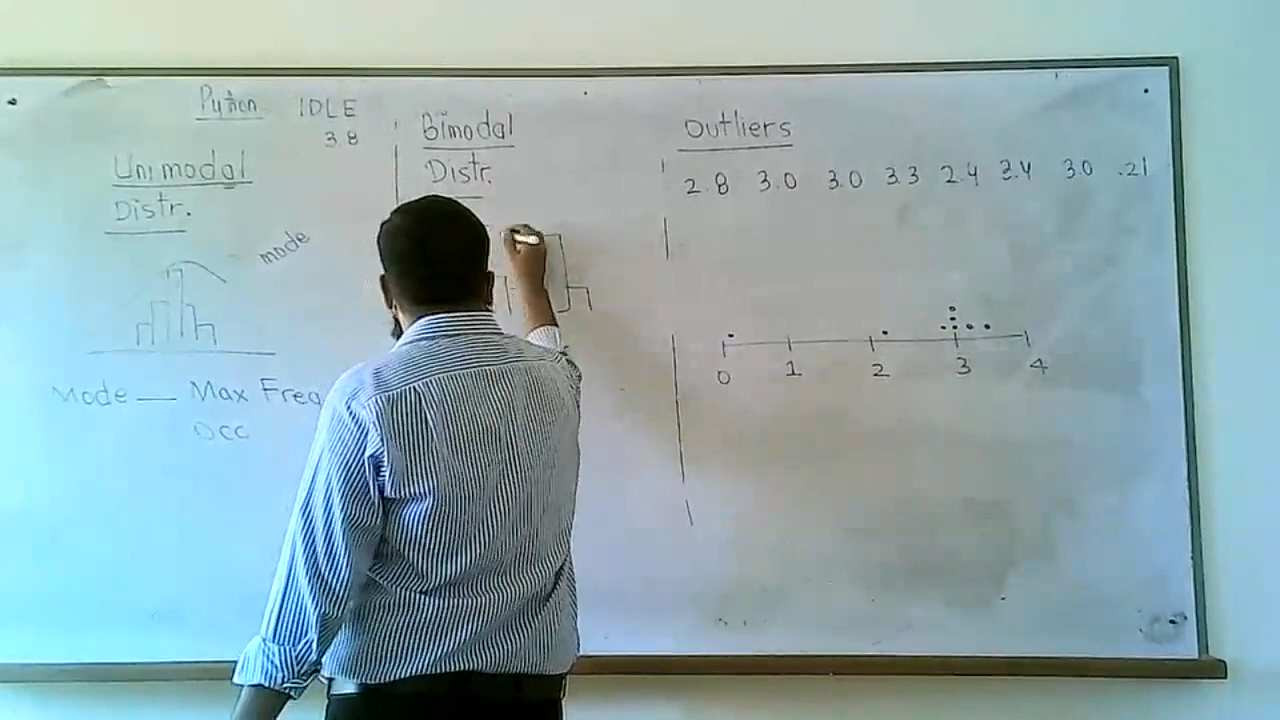 Python IDLE
3.8
Unimodal
Distr.
mode
Mode — Max Freq
Occ
Bimodal
Distr.
Outliers
2.8 3.0 3.0 3.3 2.4 3.4 3.0 .21
0 1 2 3 4